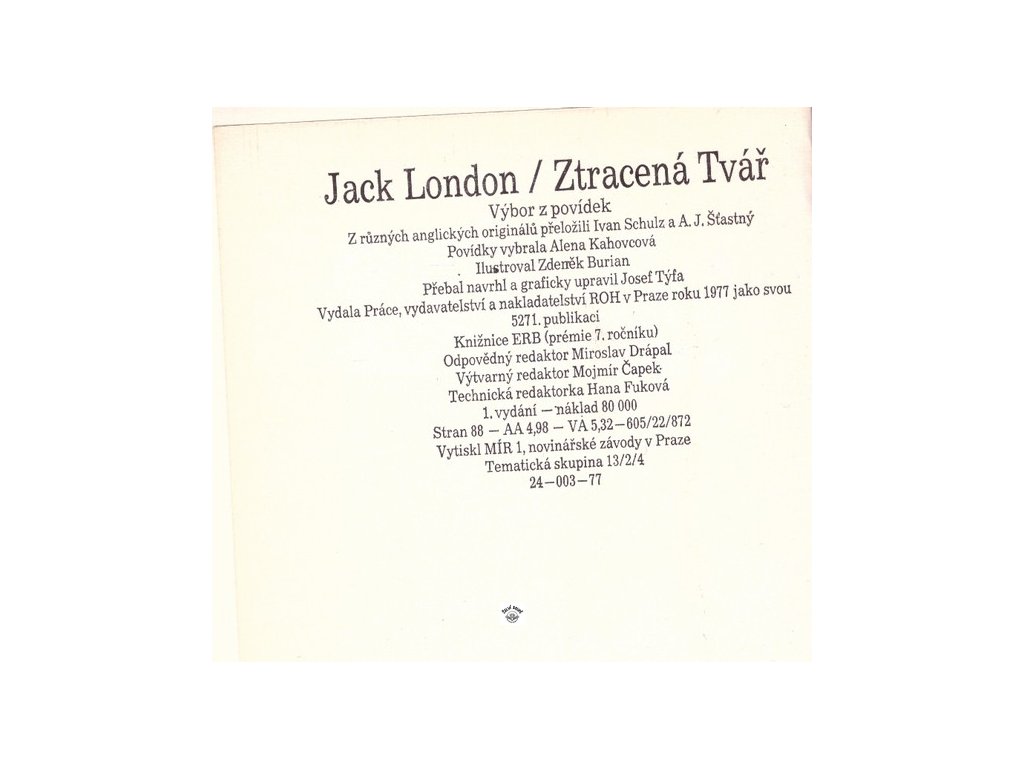 Jack London / Ztracená Tvář
Výbor z povídek
Z různých anglických originálů přeložili Ivan Schulz a A. J. Šťastný
Povídky vybrala Alena Kahovcová
Ilustroval Zdeněk Burian
Přebal navrhl a graficky upravil Josef Týfa
Vydala Práce, vydavatelství a nakladatelství ROH v Praze roku 1977 jako svou
5271. publikaci
Knižnice ERB (prémie 7. ročníku)
Odpovědný redaktor Miroslav Drápal
Výtvarný redaktor Mojmír Čapek
Technická redaktorka Hana Fuková
1. vydání — náklad 80 000
Stran 88 — AA 4,98 — VA 5,32—605/22/872
Vytiskl MÍR 1, novinářské závody v Praze
Tematická skupina 13/2/4
24—003—77